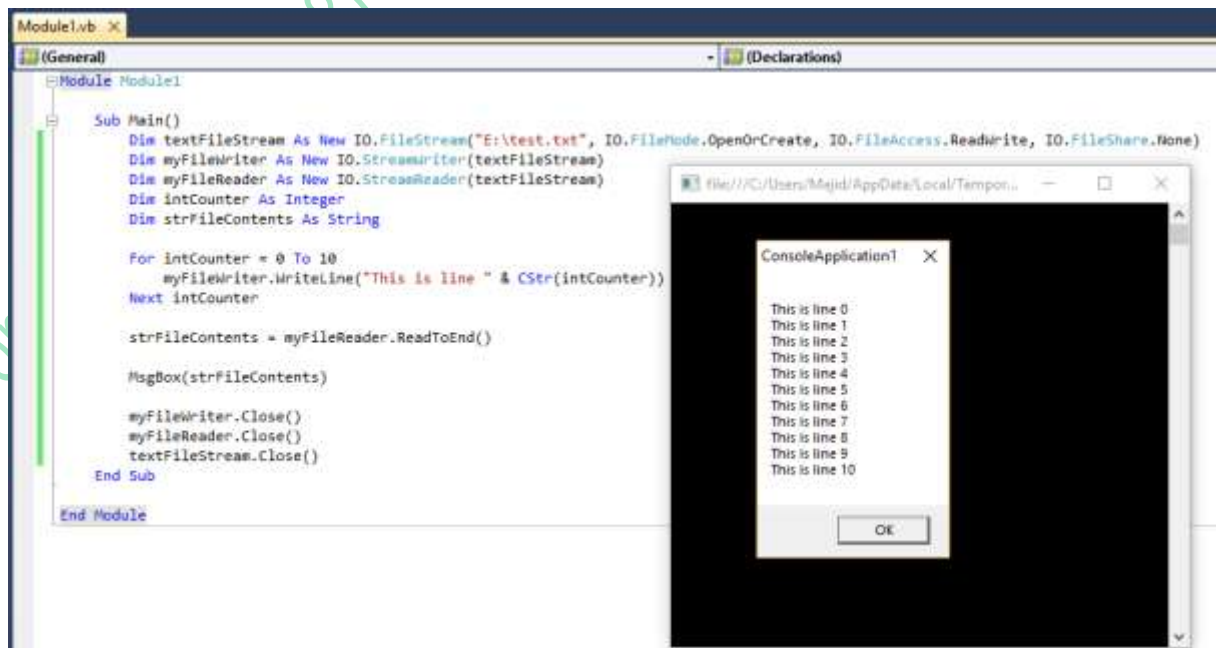 Module1.vb ×
(General)
(Declarations)
Module Module1
Sub Main()
Dim textFileStream As New IO.FileStream("E:\test.txt", IO.FileMode.OpenOrCreate, IO.FileAccess.ReadWrite, IO.FileShare.None)
Dim myFileWriter As New IO.StreamWriter(textFileStream)
Dim myFileReader As New IO.StreamReader(textFileStream)
Dim intCounter As Integer
Dim strFileContents As String
For intCounter = 0 To 10
myFileWriter.WriteLine("This is line " & CStr(intCounter))
Next intCounter
strFileContents = myFileReader.ReadToEnd()
MsgBox(strFileContents)
myFileWriter.Close()
myFileReader.Close()
textFileStream.Close()
End Sub
End Module
file:///C:/Users/Majid/AppData/Local/Tempor...
ConsoleApplication1
This is line 0
This is line 1
This is line 2
This is line 3
This is line 4
This is line 5
This is line 6
This is line 7
This is line 8
This is line 9
This is line 10
OK